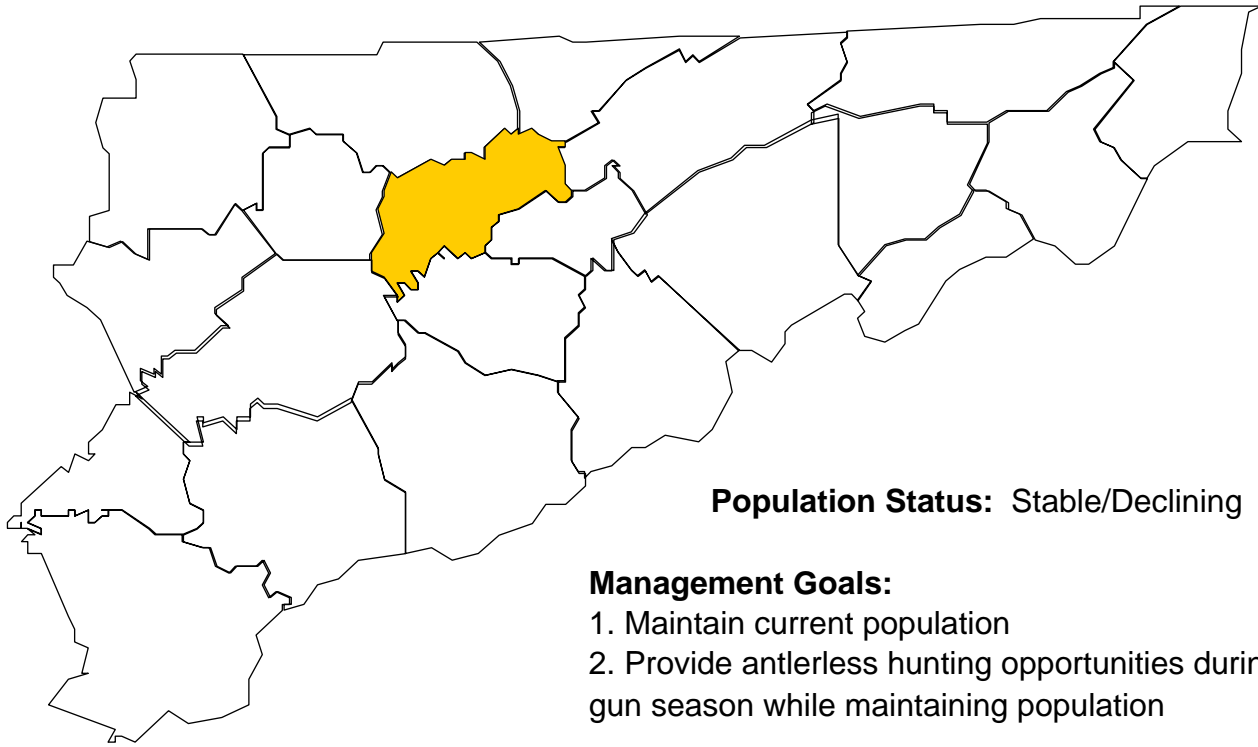 Population Status: Stable/Declining
Management Goals:
1. Maintain current population
2. Provide antlerless hunting opportunities durin
gun season while maintaining population